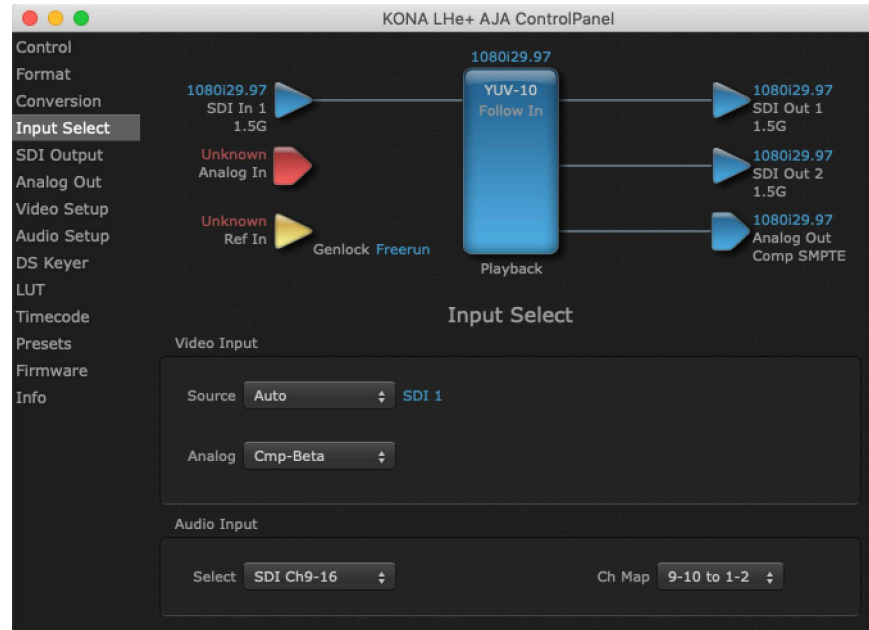 KONA LHe+ AJA ControlPanel
Control
Format
Conversion
Input Select
SDI Output
Analog Out
Video Setup
Audio Setup
DS Keyer
LUT
Timecode
Presets
Firmware
Info
1080i29.97
SDI In 1
1.5G
Unknown
Analog In
Unknown
Ref In
Genlock Freerun
1080i29.97
YUV-10
Follow In
Playback
1080i29.97
SDI Out 1
1.5G
1080i29.97
SDI Out 2
1.5G
1080i29.97
Analog Out
Comp SMPTE
Input Select
Video Input
Source Auto SDI 1
Analog Cmp-Beta
Audio Input
Select SDI Ch9-16 Ch Map 9-10 to 1-2